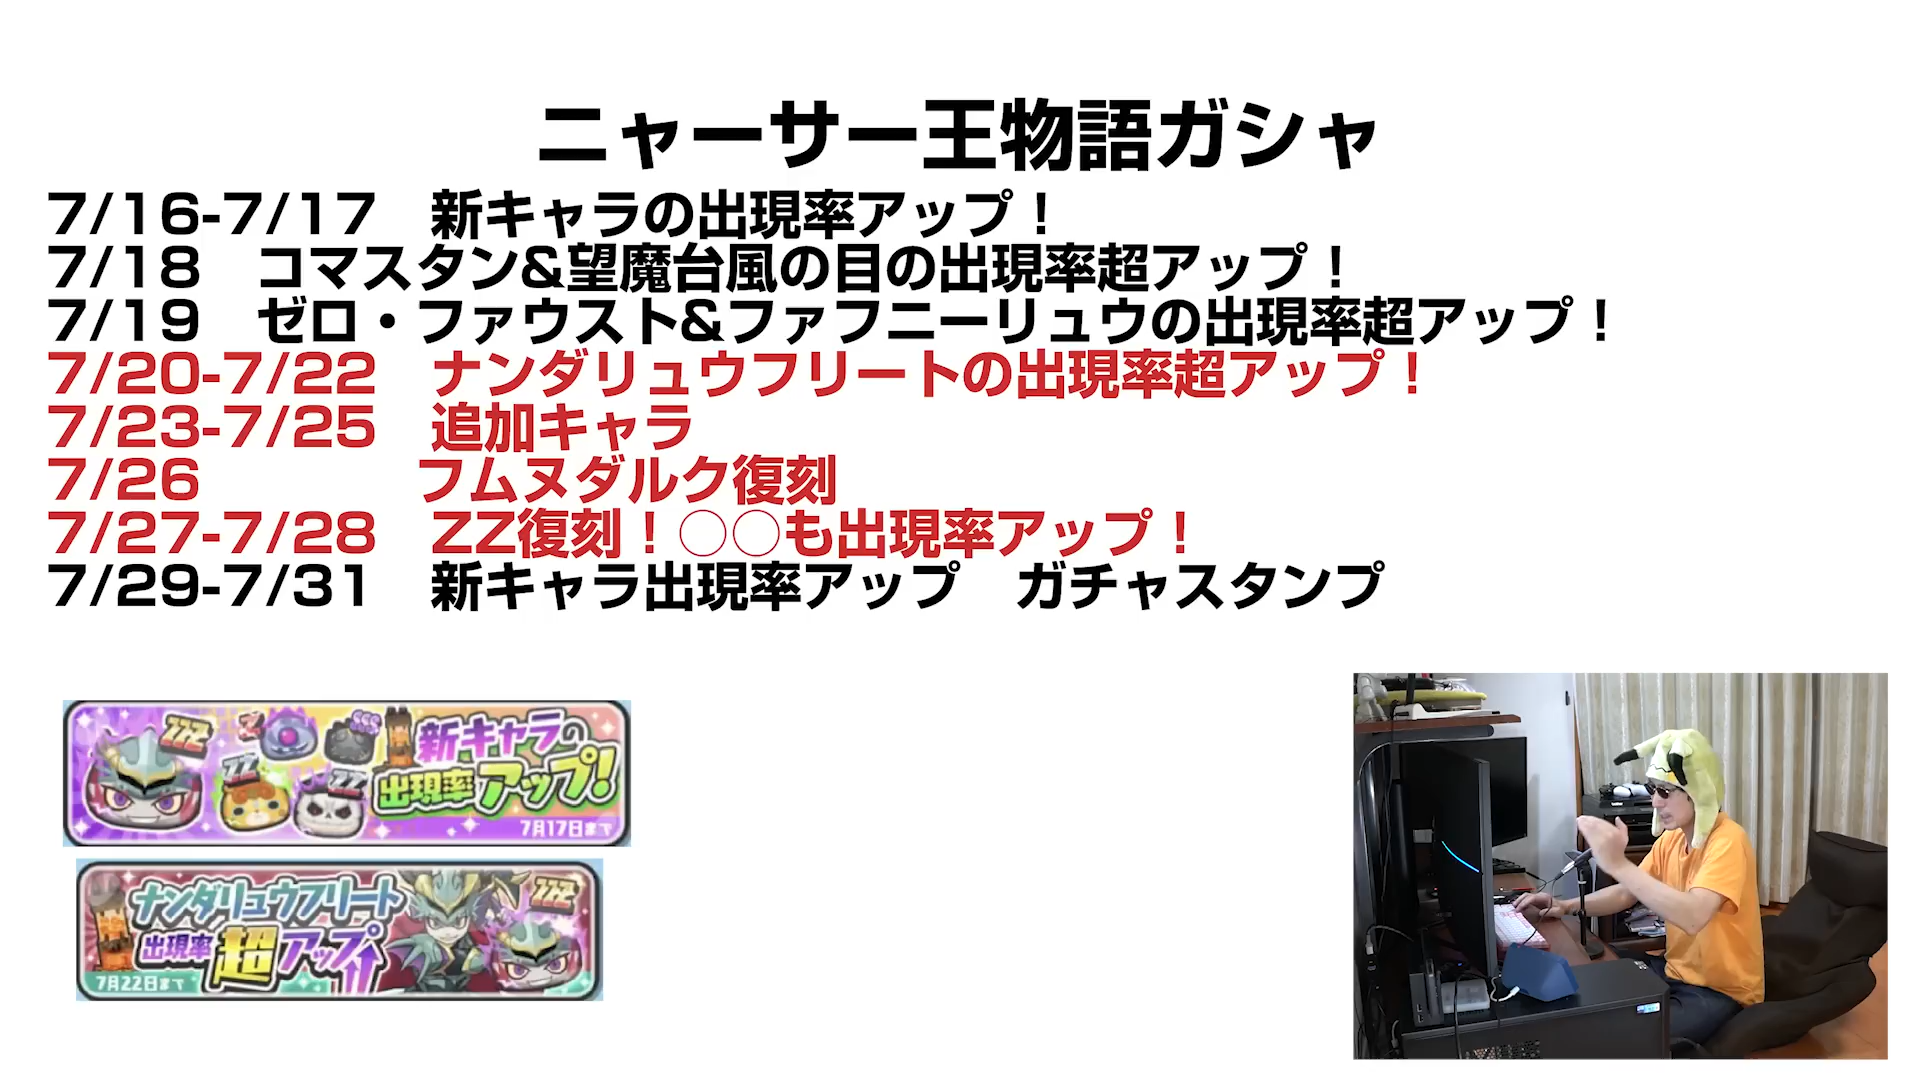 ニャーサー王物語ガシャ
7/16-7/17　新キャラの出現率アップ！
7/18　コマスタン&望魔台風の目の出現率超アップ！
7/19　ゼロ・ファウスト&ファフニーリュウの出現率超アップ！
7/20-7/22　ナンダリュウフリートの出現率超アップ！
7/23-7/25　追加キャラ
7/26　フムヌダルク復刻
7/27-7/28　ZZ復刻！○○も出現率アップ！
7/29-7/31　新キャラ出現率アップ　ガチャスタンプ
ZZZ Z SSS
新キャラの
ZZ ZZ
出現率アップ!
7月17日まで
ナンダリュウフリート ZZZ
出現率超アップ
7月22日まで